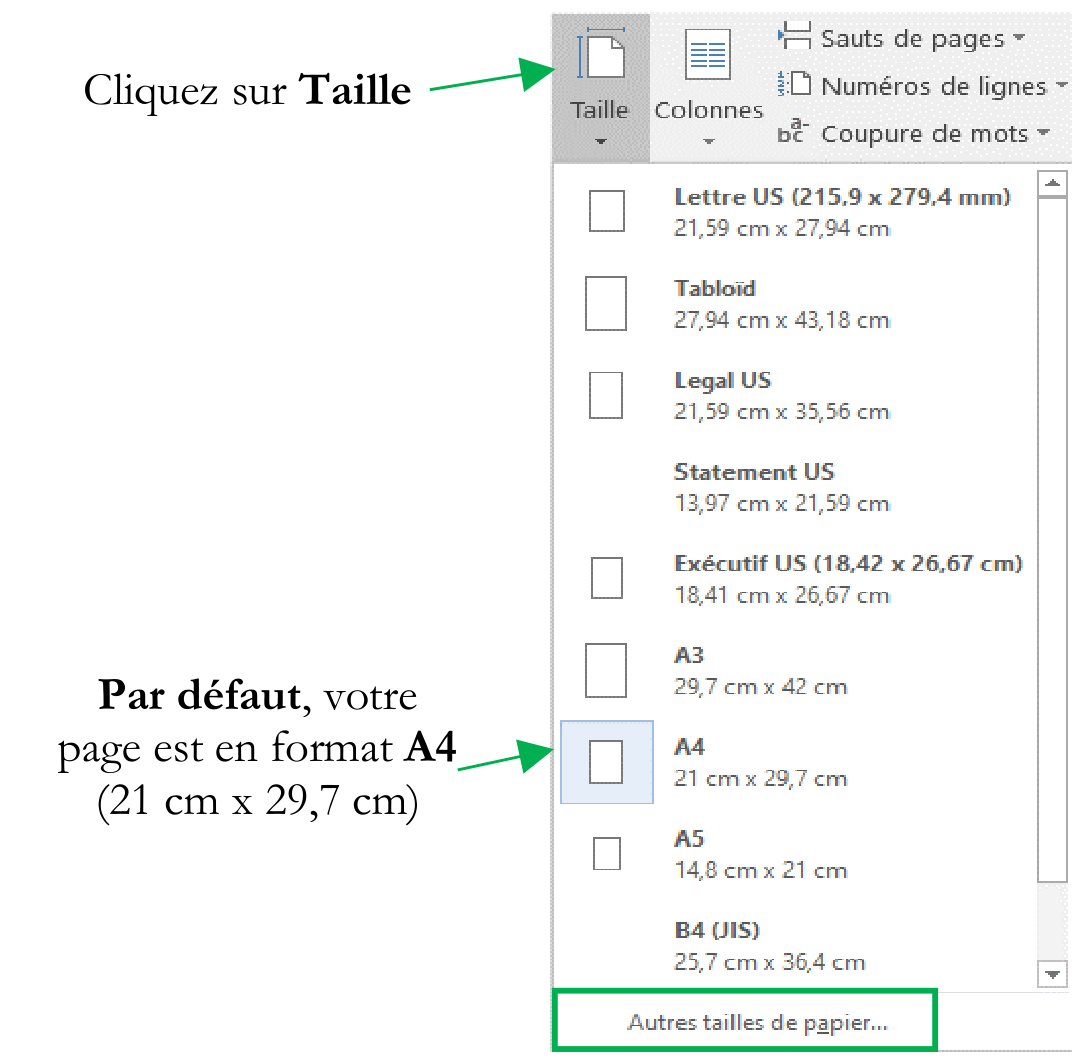 Cliquez sur Taille
Taille
Colonnes
Sauts de pages
Numéros de lignes
Coupure de mots
Lettre US (215,9 x 279,4 mm)
21,59 cm x 27,94 cm
Tabloïd
27,94 cm x 43,18 cm
Legal US
21,59 cm x 35,56 cm
Statement US
13,97 cm x 21,59 cm
Exécutif US (18,42 x 26,67 cm)
18,41 cm x 26,67 cm
A3
29,7 cm x 42 cm
Par défaut, votre
page est en format A4
(21 cm x 29,7 cm)
A4
21 cm x 29,7 cm
A5
14,8 cm x 21 cm
B4 (JIS)
25,7 cm x 36,4 cm
Autres tailles de papier...